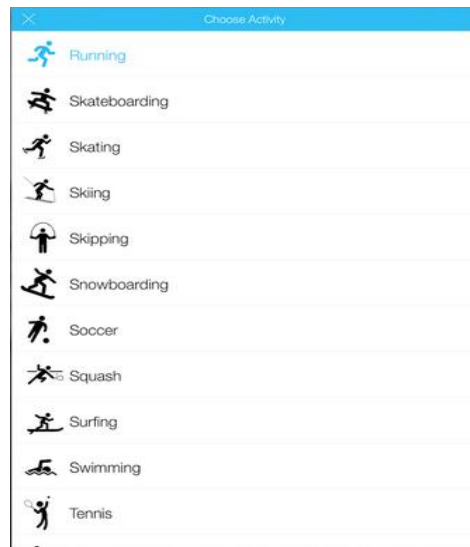 Choose Activity
Running
Skateboarding
Skating
Skiing
Skipping
Snowboarding
Soccer
Squash
Surfing
Swimming
Tennis